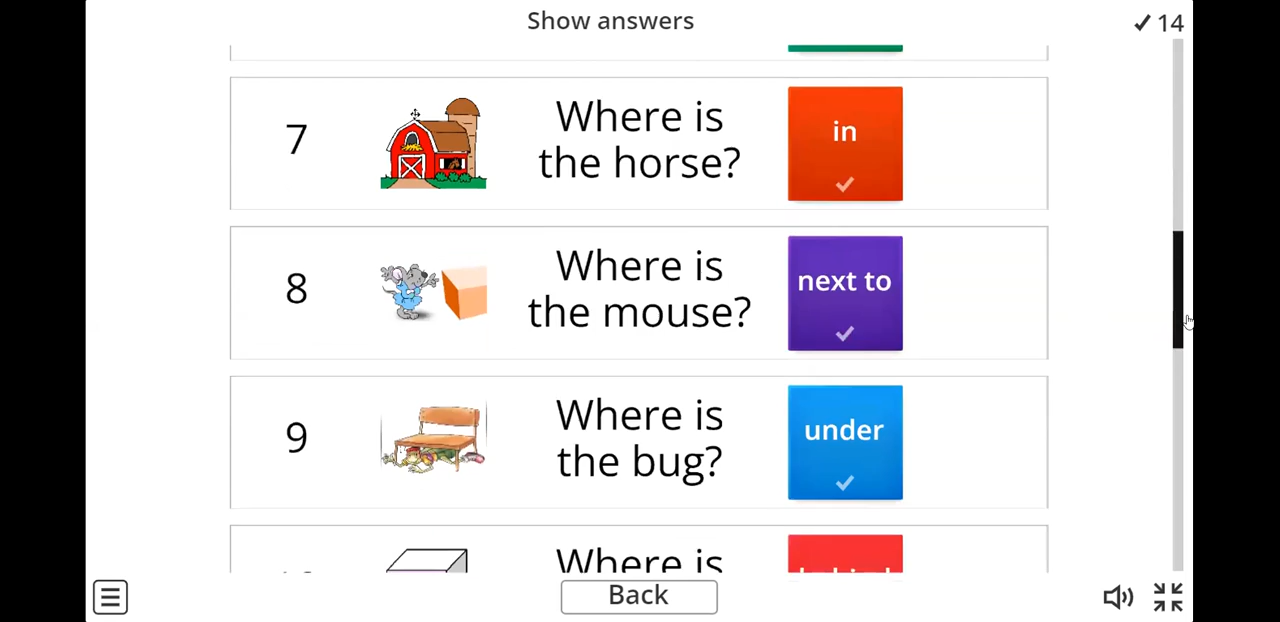 Show answers
14
7
Where is
the horse?
in
8
Where is
the mouse?
next to
9
Where is
the bug?
under
Where is
Back